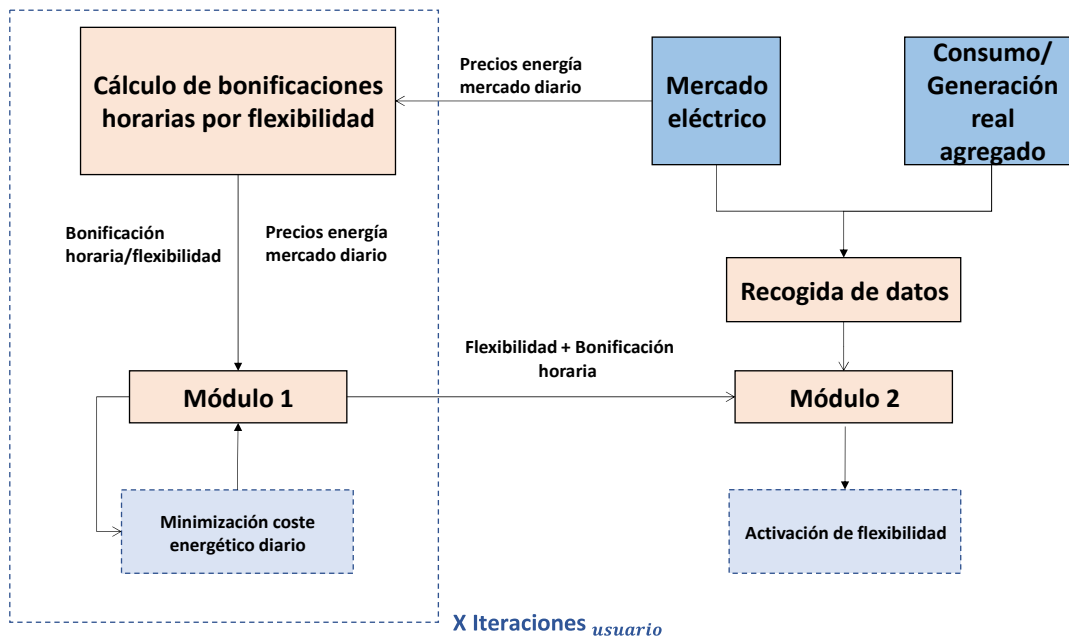 Cálculo de bonificaciones
horarias por flexibilidad
Precios energía
mercado diario
Mercado
eléctrico
Consumo/
Generación
real
agregado
Bonificación
horaria/flexibilidad
Precios energía
mercado diario
Recogida de datos
Flexibilidad + Bonificación
horaria
Módulo 1
Módulo 2
Minimización coste
energético diario
Activación de flexibilidad
X Iteraciones usuario